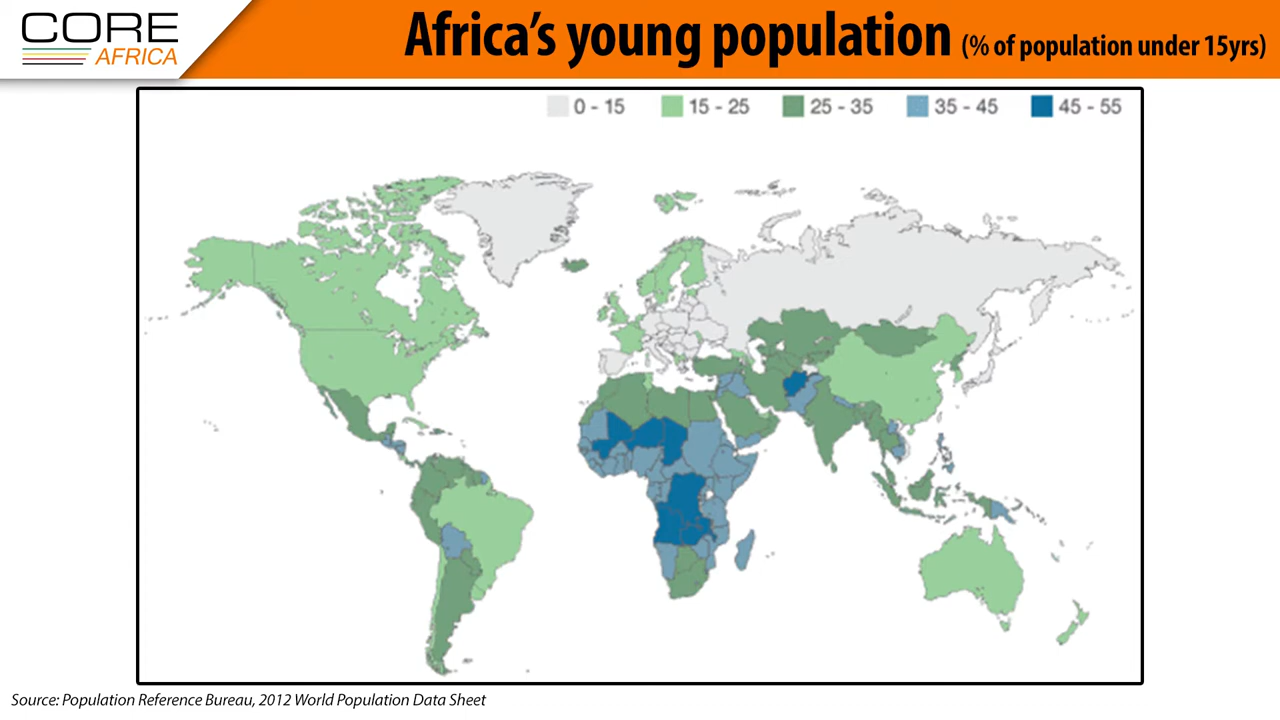 CORE
AFRICA
Africa’s young population (% of population under 15yrs)
0 - 15 15 - 25 25 - 35 35 - 45 45 - 55
Source: Population Reference Bureau, 2012 World Population Data Sheet